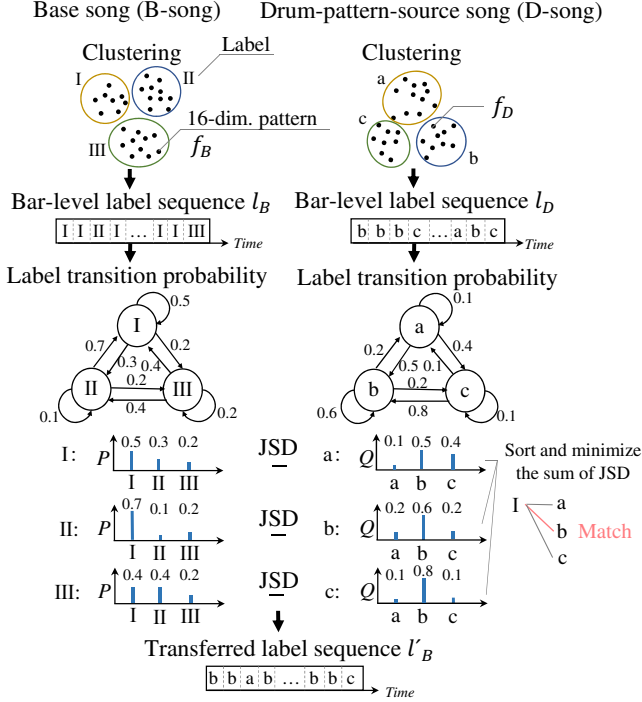 Base song (B-song)
Drum-pattern-source song (D-song)
Clustering
Clustering
Label
I
II
III
16-dim. pattern
f_B
a
c
b
f_D
Bar-level label sequence l_B
Bar-level label sequence l_D
I I II I … I I III
Time
b b b c … a b c
Time
Label transition probability
Label transition probability
0.5
I
0.7
0.3
0.4
0.2
II
0.2
III
0.4
0.1
0.2
0.1
a
0.2
0.5
0.1
0.4
b
0.2
c
0.8
0.6
0.1
I: P 0.5 0.3 0.2
I II III
JSD
a: Q 0.1 0.5 0.4
a b c
II: P 0.7 0.1 0.2
I II III
JSD
b: Q 0.2 0.6 0.2
a b c
III: P 0.4 0.4 0.2
I II III
JSD
c: Q 0.1 0.8 0.1
a b c
Sort and minimize
the sum of JSD
I
a
b Match
c
Transferred label sequence l′_B
b b a b … b b c
Time